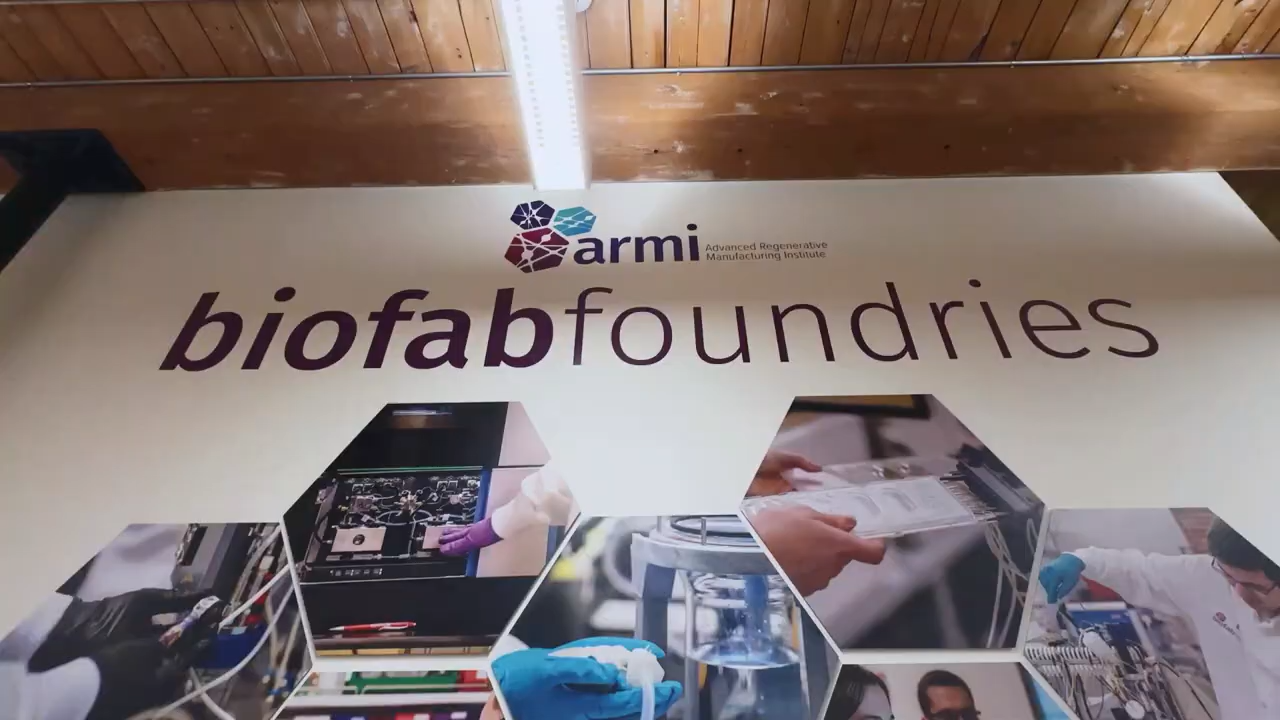 armi
Advanced Regenerative
Manufacturing Institute
biofabfoundries